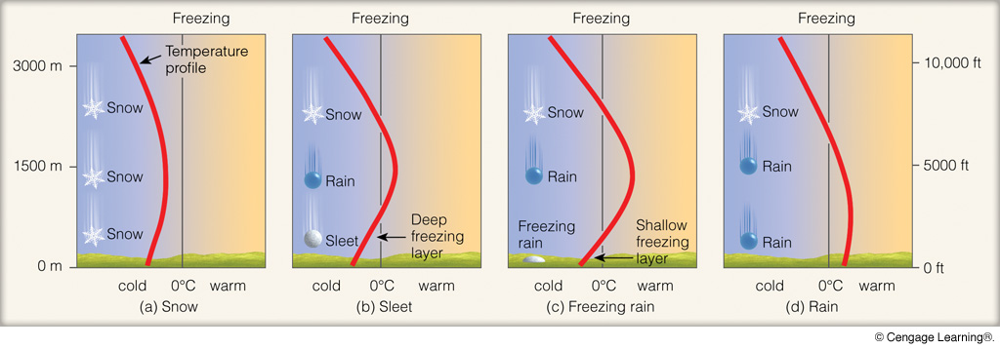 Freezing
Freezing
Freezing
Freezing
3000 m
1500 m
0 m
Temperature
profile
Snow
Snow
Snow
cold 0°C warm
(a) Snow
Snow
Rain
Sleet
Deep
freezing
layer
cold 0°C warm
(b) Sleet
Snow
Rain
Freezing
rain
Shallow
freezing
layer
cold 0°C warm
(c) Freezing rain
Snow
Rain
Rain
cold 0°C warm
(d) Rain
10,000 ft
5000 ft
0 ft
© Cengage Learning®.